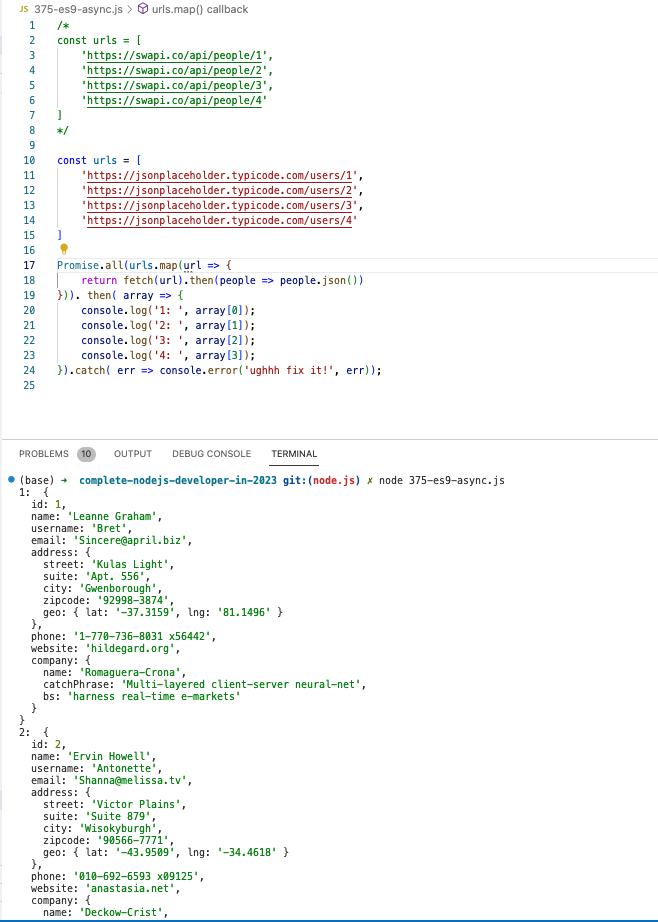 JS 375-es9-async.js > urls.map() callback
1 /*
2 const urls = [
3 'https://swapi.co/api/people/1',
4 'https://swapi.co/api/people/2',
5 'https://swapi.co/api/people/3',
6 'https://swapi.co/api/people/4'
7 ]
8 */
9
10 const urls = [
11 'https://jsonplaceholder.typicode.com/users/1',
12 'https://jsonplaceholder.typicode.com/users/2',
13 'https://jsonplaceholder.typicode.com/users/3',
14 'https://jsonplaceholder.typicode.com/users/4'
15 ]
16
17 Promise.all(urls.map(url => {
18 return fetch(url).then(people => people.json())
19 })). then( array => {
20 console.log('1: ', array[0]);
21 console.log('2: ', array[1]);
22 console.log('3: ', array[2]);
23 console.log('4: ', array[3]);
24 }).catch( err => console.error('ughhh fix it!', err));
25
PROBLEMS 10 OUTPUT DEBUG CONSOLE TERMINAL
(base) → complete-nodejs-developer-in-2023 git:(node.js) ✗ node 375-es9-async.js
1: {
id: 1,
name: 'Leanne Graham',
username: 'Bret',
email: 'Sincere@april.biz',
address: {
street: 'Kulas Light',
suite: 'Apt. 556',
city: 'Gwenborough',
zipcode: '92998-3874',
geo: { lat: '-37.3159', lng: '81.1496' }
},
phone: '1-770-736-8031 x56442',
website: 'hildegard.org',
company: {
name: 'Romaguera-Crona',
catchPhrase: 'Multi-layered client-server neural-net',
bs: 'harness real-time e-markets'
}
}
2: {
id: 2,
name: 'Ervin Howell',
username: 'Antonette',
email: 'Shanna@melissa.tv',
address: {
street: 'Victor Plains',
suite: 'Suite 879',
city: 'Wisokyburgh',
zipcode: '90566-7771',
geo: { lat: '-43.9509', lng: '-34.4618' }
},
phone: '010-692-6593 x09125',
website: 'anastasia.net',
company: {
name: 'Deckow-Crist',